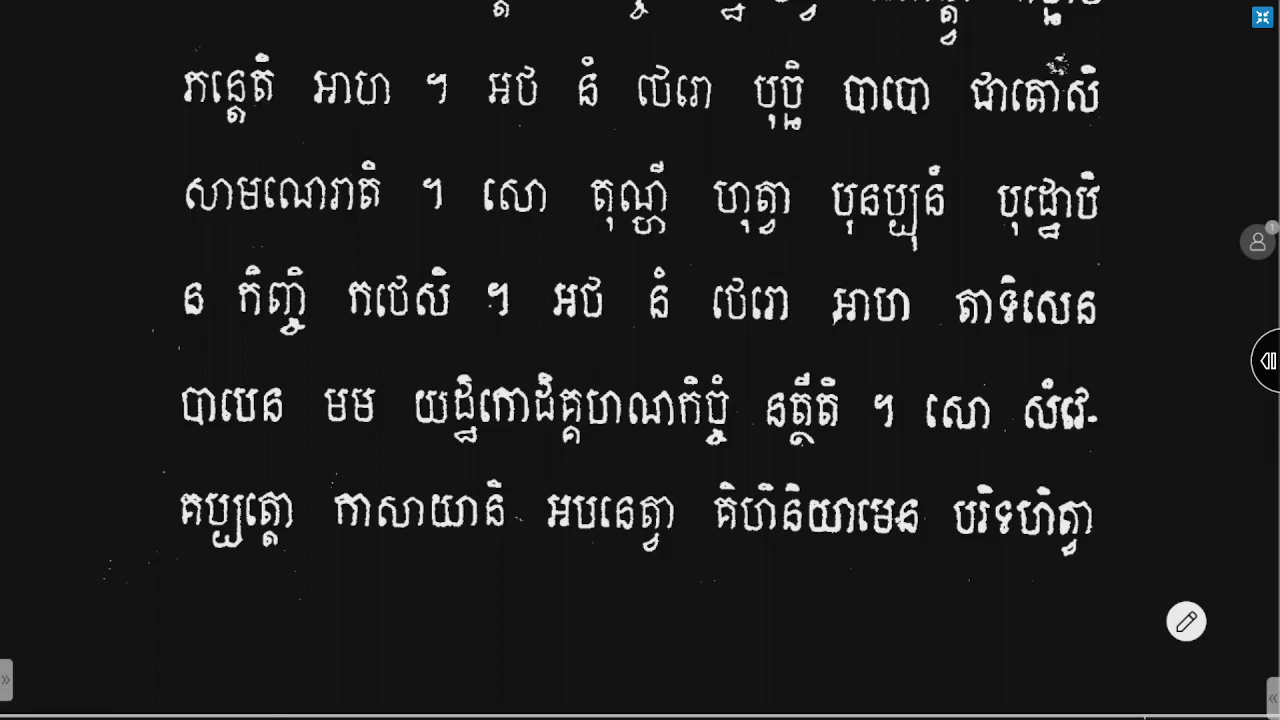 ភន្តេតិ អាហ ។ អថ នំ ថេរោ បុច្ឆិ បាបោ ជាតោសិ
សាមណេរាតិ ។ សោ តុណ្ហី ហុត្វា បុនប្បុនំ បុដ្ឋោបិ
ន កិញ្ចិ កថេសិ ។ អថ នំ ថេរោ អាហ តាទិសេន
បាបេន មម យដ្ឋិកោដិគ្គហណកិច្ចំ នត្ថីតិ ។ សោ សំវេ-
គប្បត្តោ កាសាយានិ អបនេត្វា គិហិនិយាមេន បរិទហិត្វា